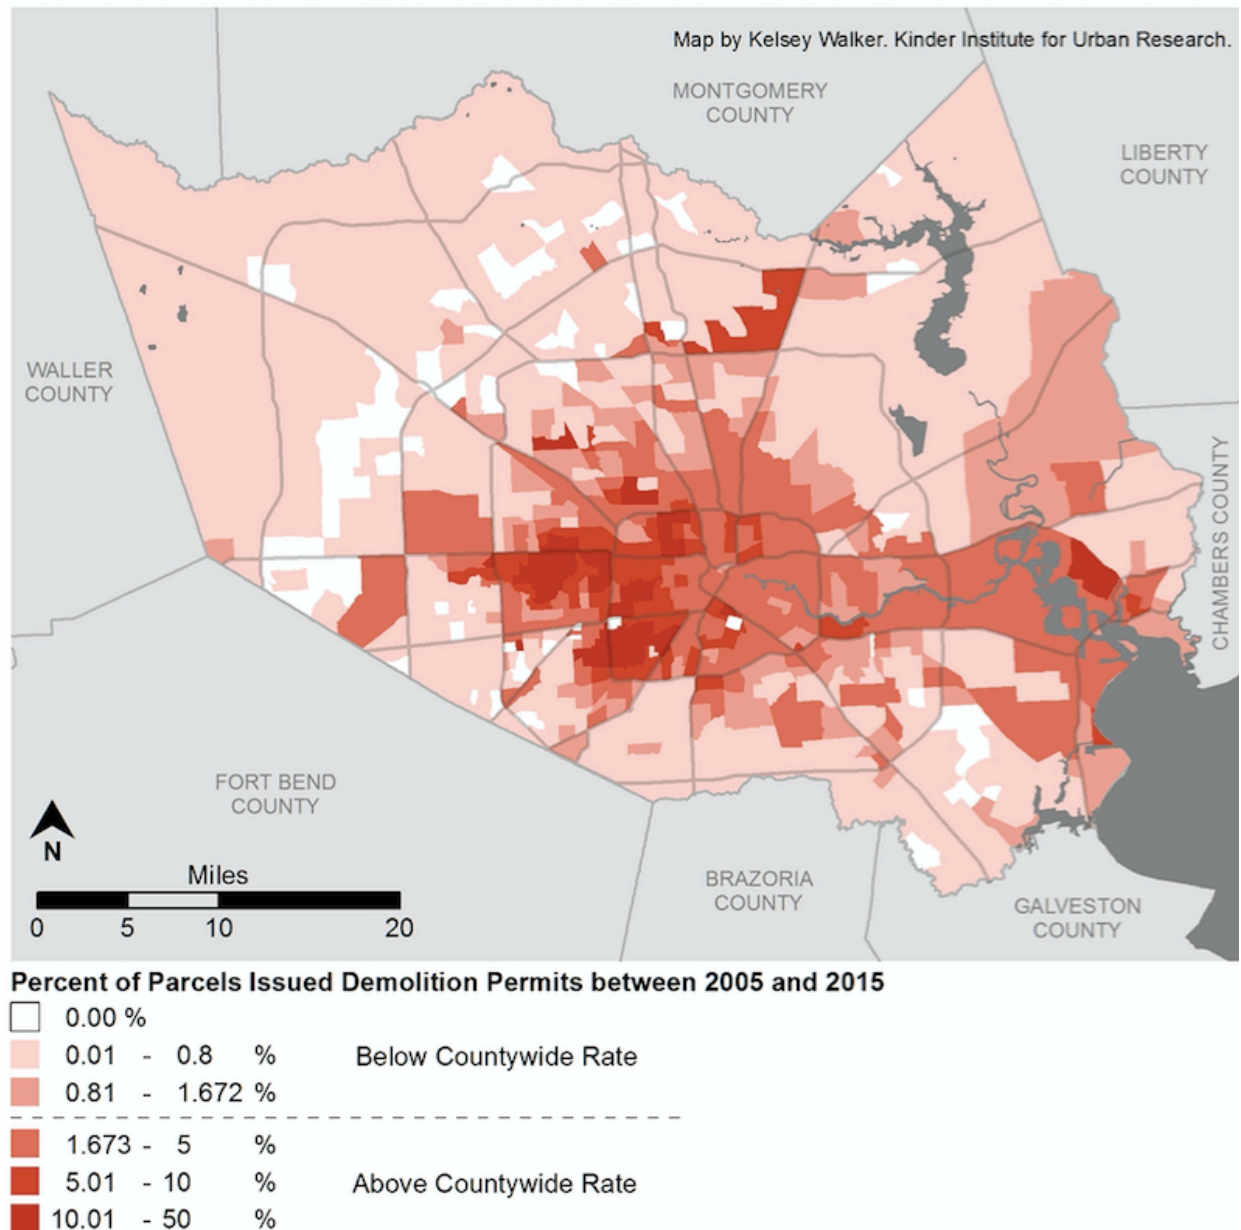 Map by Kelsey Walker. Kinder Institute for Urban Research.
MONTGOMERY
COUNTY
LIBERTY
COUNTY
WALLER
COUNTY
CHAMBERS COUNTY
FORT BEND
COUNTY
BRAZORIA
COUNTY
GALVESTON
COUNTY
N
Miles
0 5 10 20
Percent of Parcels Issued Demolition Permits between 2005 and 2015
0.00 %
0.01 - 0.8 % Below Countywide Rate
0.81 - 1.672 %
1.673 - 5 %
5.01 - 10 % Above Countywide Rate
10.01 - 50 %